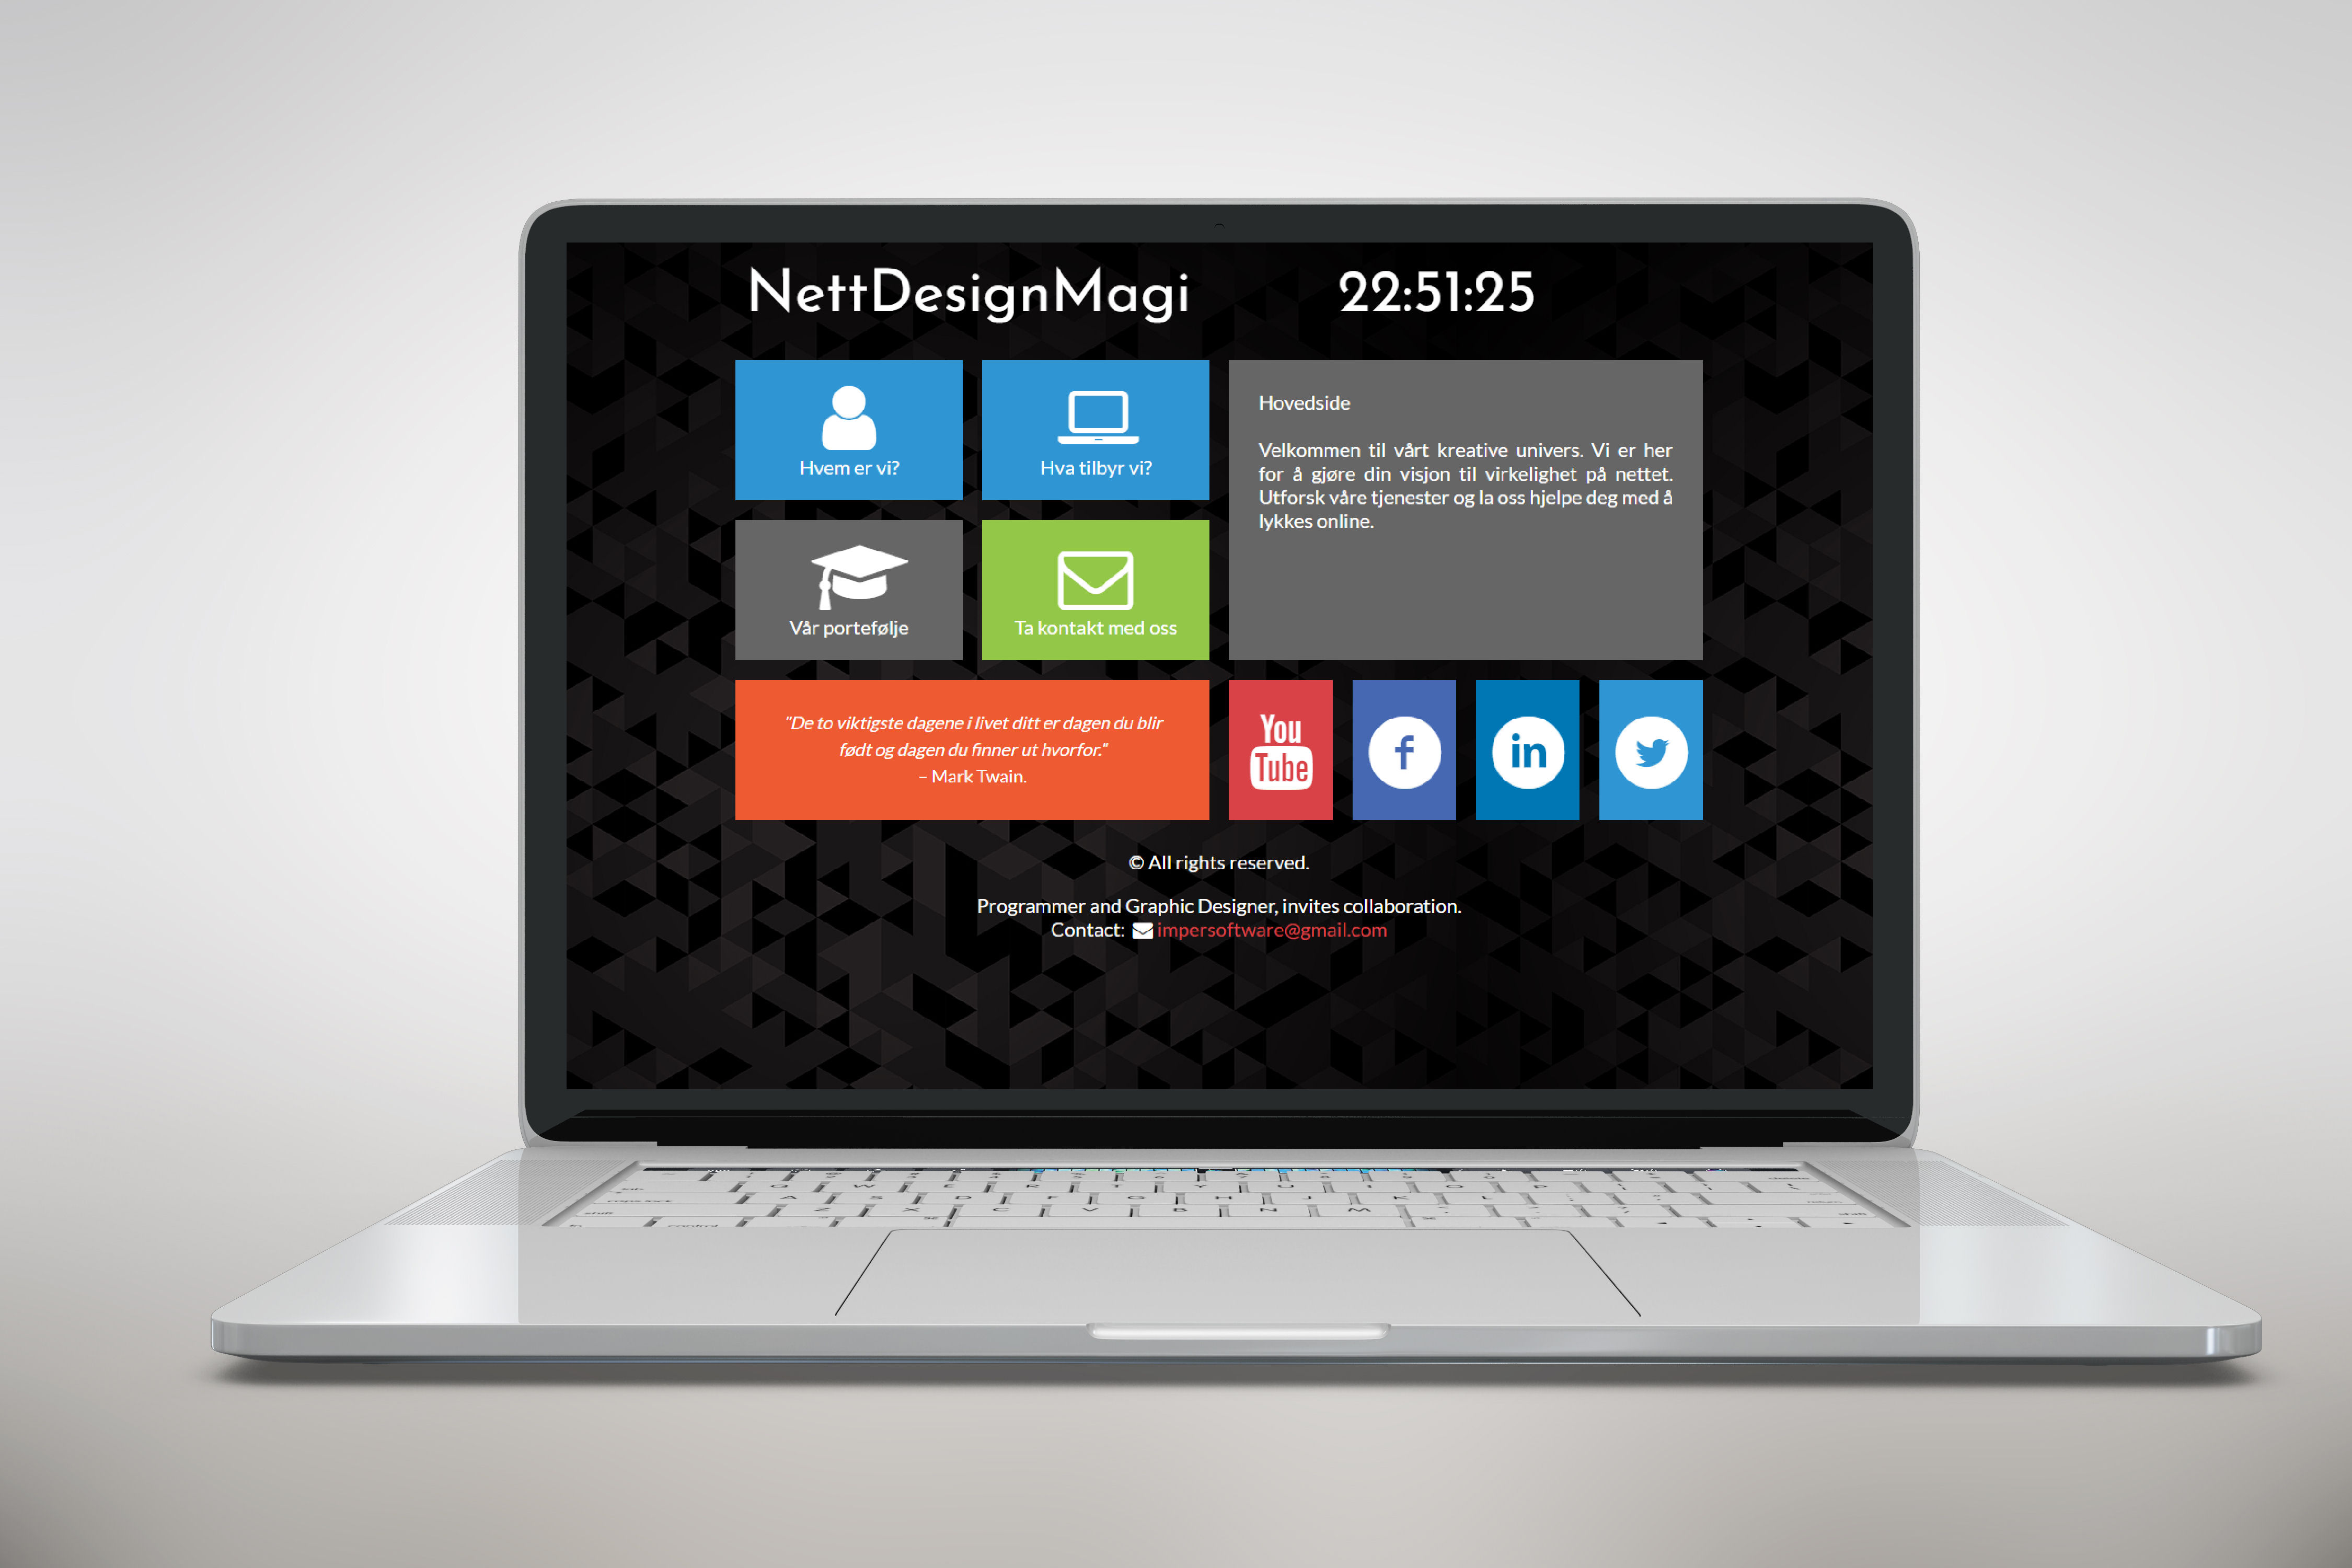 NettDesignMagi
22:51:25
Hvem er vi?
Hva tilbyr vi?
Hovedside
Velkommen til vårt kreative univers. Vi er her
for å gjøre din visjon til virkelighet på nettet.
Utforsk våre tjenester og la oss hjelpe deg med å
lykkes online.
Vår portefølje
Ta kontakt med oss
"De to viktigste dagene i livet ditt er dagen du blir
født og dagen du finner ut hvorfor."
– Mark Twain.
You
Tube
f
in
© All rights reserved.
Programmer and Graphic Designer, invites collaboration.
Contact: impersoftware@gmail.com
Q W E R T Y U I O P
A S D F G H J K L
Z X C V B N M